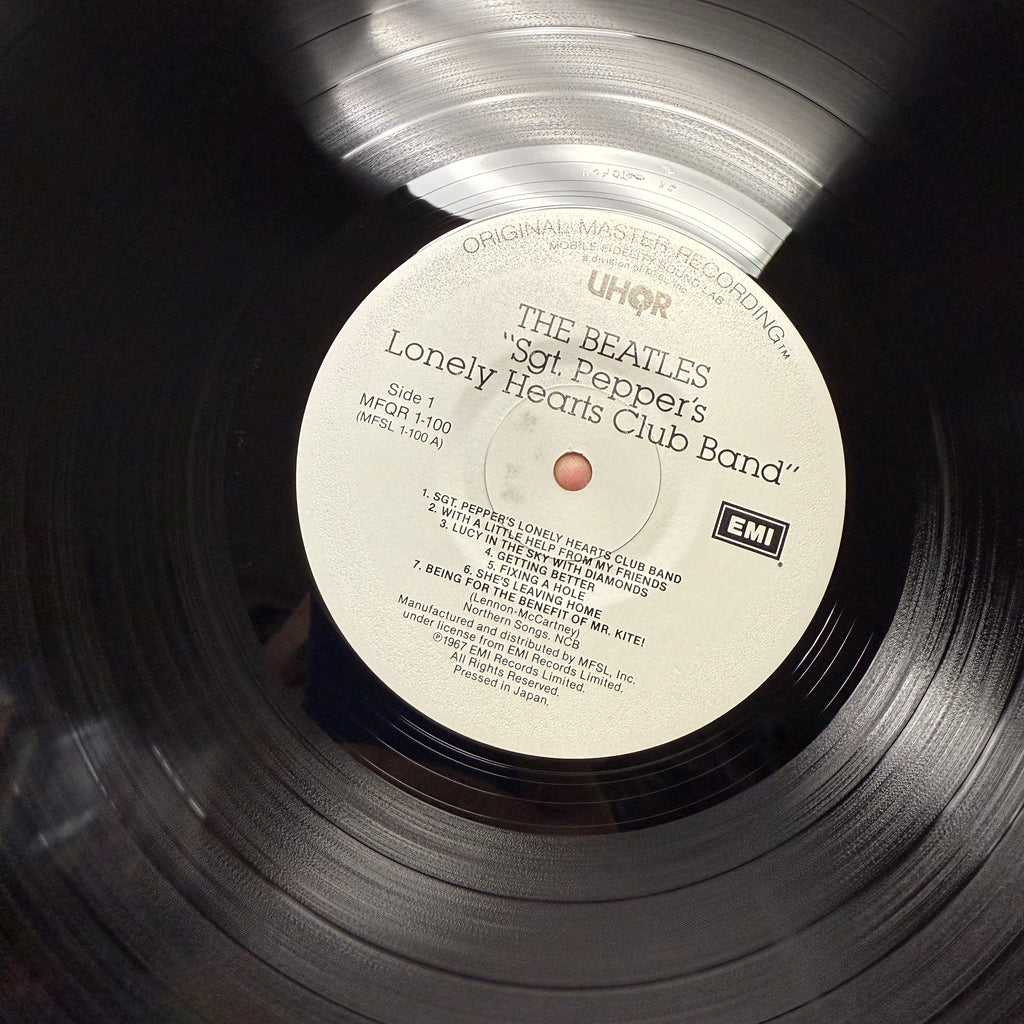 ORIGINAL MASTER RECORDING™
MOBILE FIDELITY SOUND LAB
a division of MFSL, Inc.
UHQR
THE BEATLES
"Sgt. Pepper's
Lonely Hearts Club Band"
Side 1
MFQR 1-100
(MFSL 1-100 A)
EMI
1. SGT. PEPPER'S LONELY HEARTS CLUB BAND
2. WITH A LITTLE HELP FROM MY FRIENDS
3. LUCY IN THE SKY WITH DIAMONDS
4. GETTING BETTER
5. FIXING A HOLE
6. SHE'S LEAVING HOME
7. BEING FOR THE BENEFIT OF MR. KITE!
(Lennon-McCartney)
Northern Songs. NCB
Manufactured and distributed by MFSL, Inc.
under license from EMI Records Limited.
℗1967 EMI Records Limited.
All Rights Reserved.
Pressed in Japan.